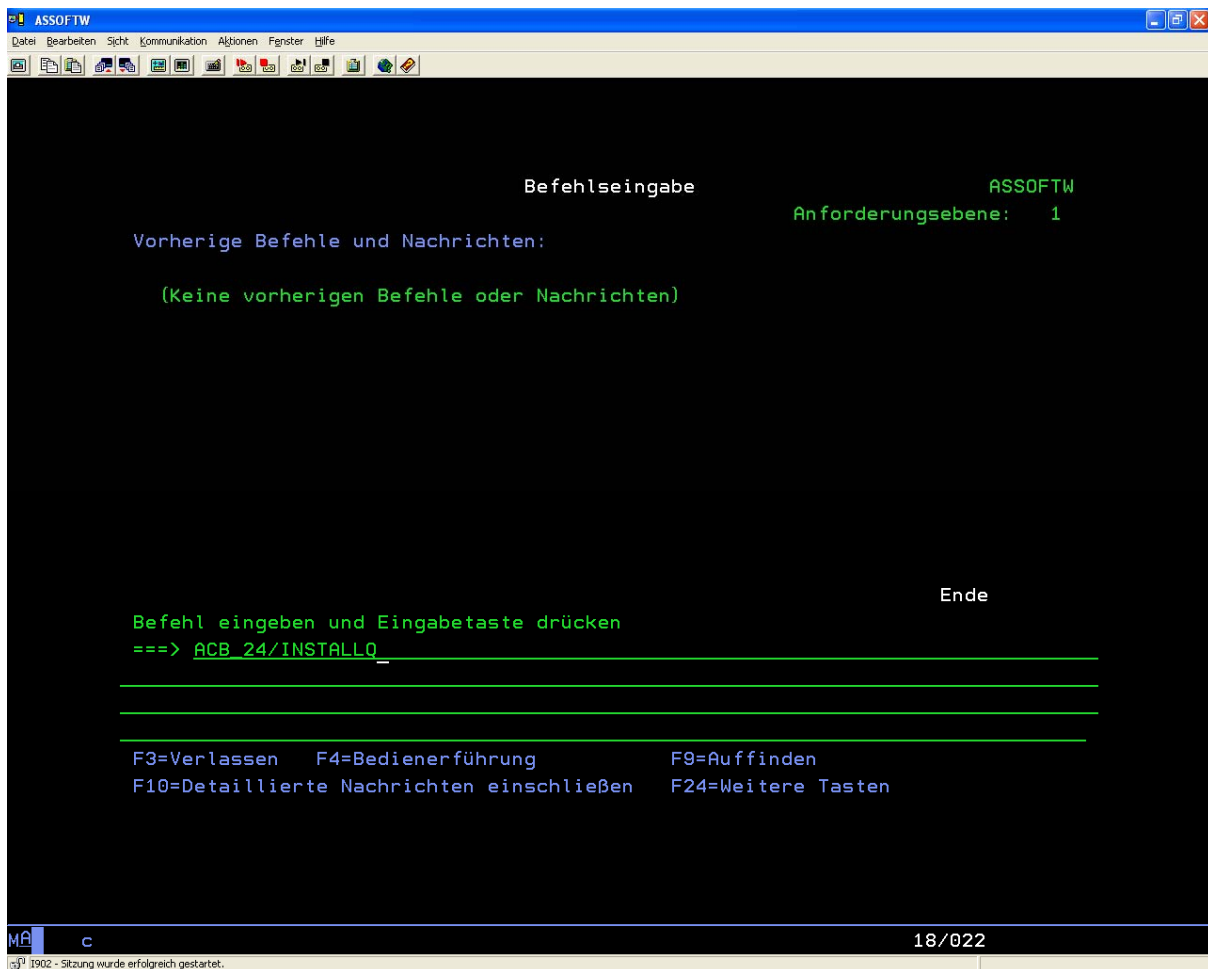 ASSOFTW
Datei Bearbeiten Sicht Kommunikation Aktionen Fenster Hilfe
Befehlseingabe ASSOFTW
Anforderungsebene: 1
Vorherige Befehle und Nachrichten:
(Keine vorherigen Befehle oder Nachrichten)
Ende
Befehl eingeben und Eingabetaste drücken
===> ACB_24/INSTALLQ
F3=Verlassen F4=Bedienerführung F9=Auffinden
F10=Detaillierte Nachrichten einschließen F24=Weitere Tasten
MA c 18/022
I902 - Sitzung wurde erfolgreich gestartet.